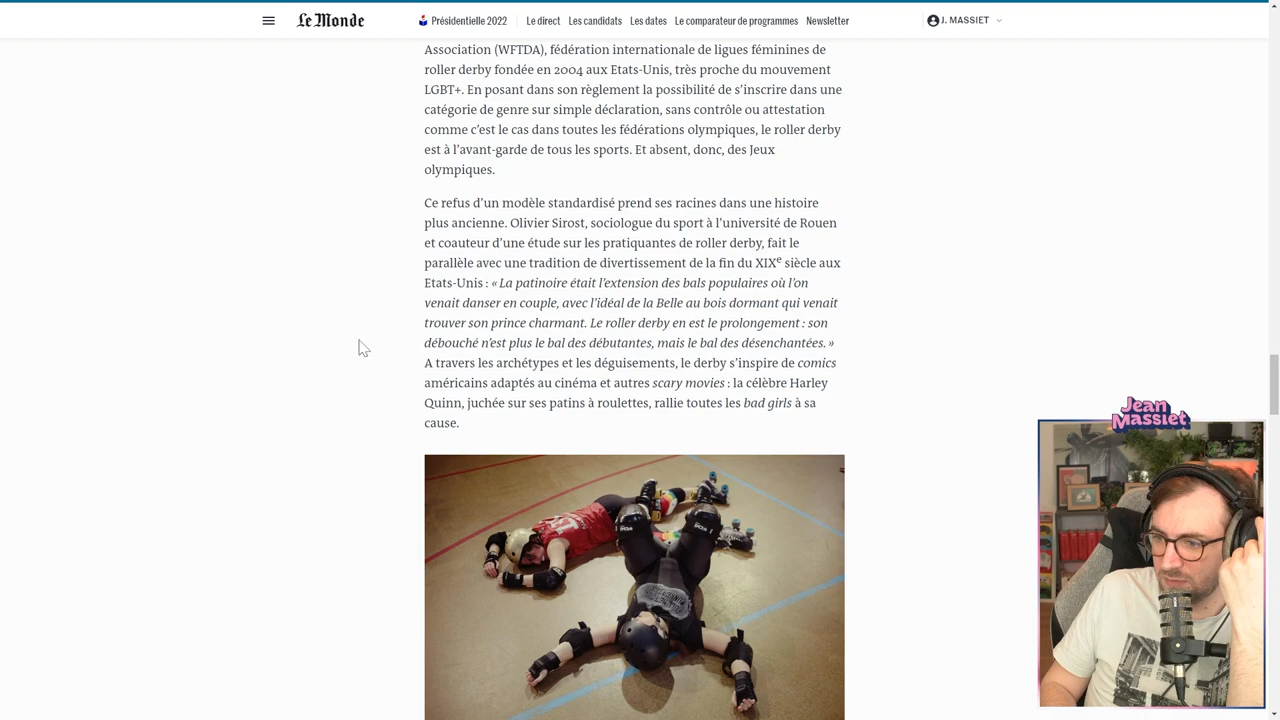 Le Monde
Présidentielle 2022
Le direct
Les candidats
Les dates
Le comparateur de programmes
Newsletter
J. MASSIET
Association (WFTDA), fédération internationale de ligues féminines de
roller derby fondée en 2004 aux Etats-Unis, très proche du mouvement
LGBT+. En posant dans son règlement la possibilité de s’inscrire dans une
catégorie de genre sur simple déclaration, sans contrôle ou attestation
comme c’est le cas dans toutes les fédérations olympiques, le roller derby
est à l’avant-garde de tous les sports. Et absent, donc, des Jeux
olympiques.
Ce refus d’un modèle standardisé prend ses racines dans une histoire
plus ancienne. Olivier Sirost, sociologue du sport à l’université de Rouen
et coauteur d’une étude sur les pratiquantes de roller derby, fait le
parallèle avec une tradition de divertissement de la fin du XIXe siècle aux
Etats-Unis : « La patinoire était l’extension des bals populaires où l’on
venait danser en couple, avec l’idéal de la Belle au bois dormant qui venait
trouver son prince charmant. Le roller derby en est le prolongement : son
débouché n’est plus le bal des débutantes, mais le bal des désenchantées. »
A travers les archétypes et les déguisements, le derby s’inspire de comics
américains adaptés au cinéma et autres scary movies : la célèbre Harley
Quinn, juchée sur ses patins à roulettes, rallie toutes les bad girls à sa
cause.
Jean
Massiet